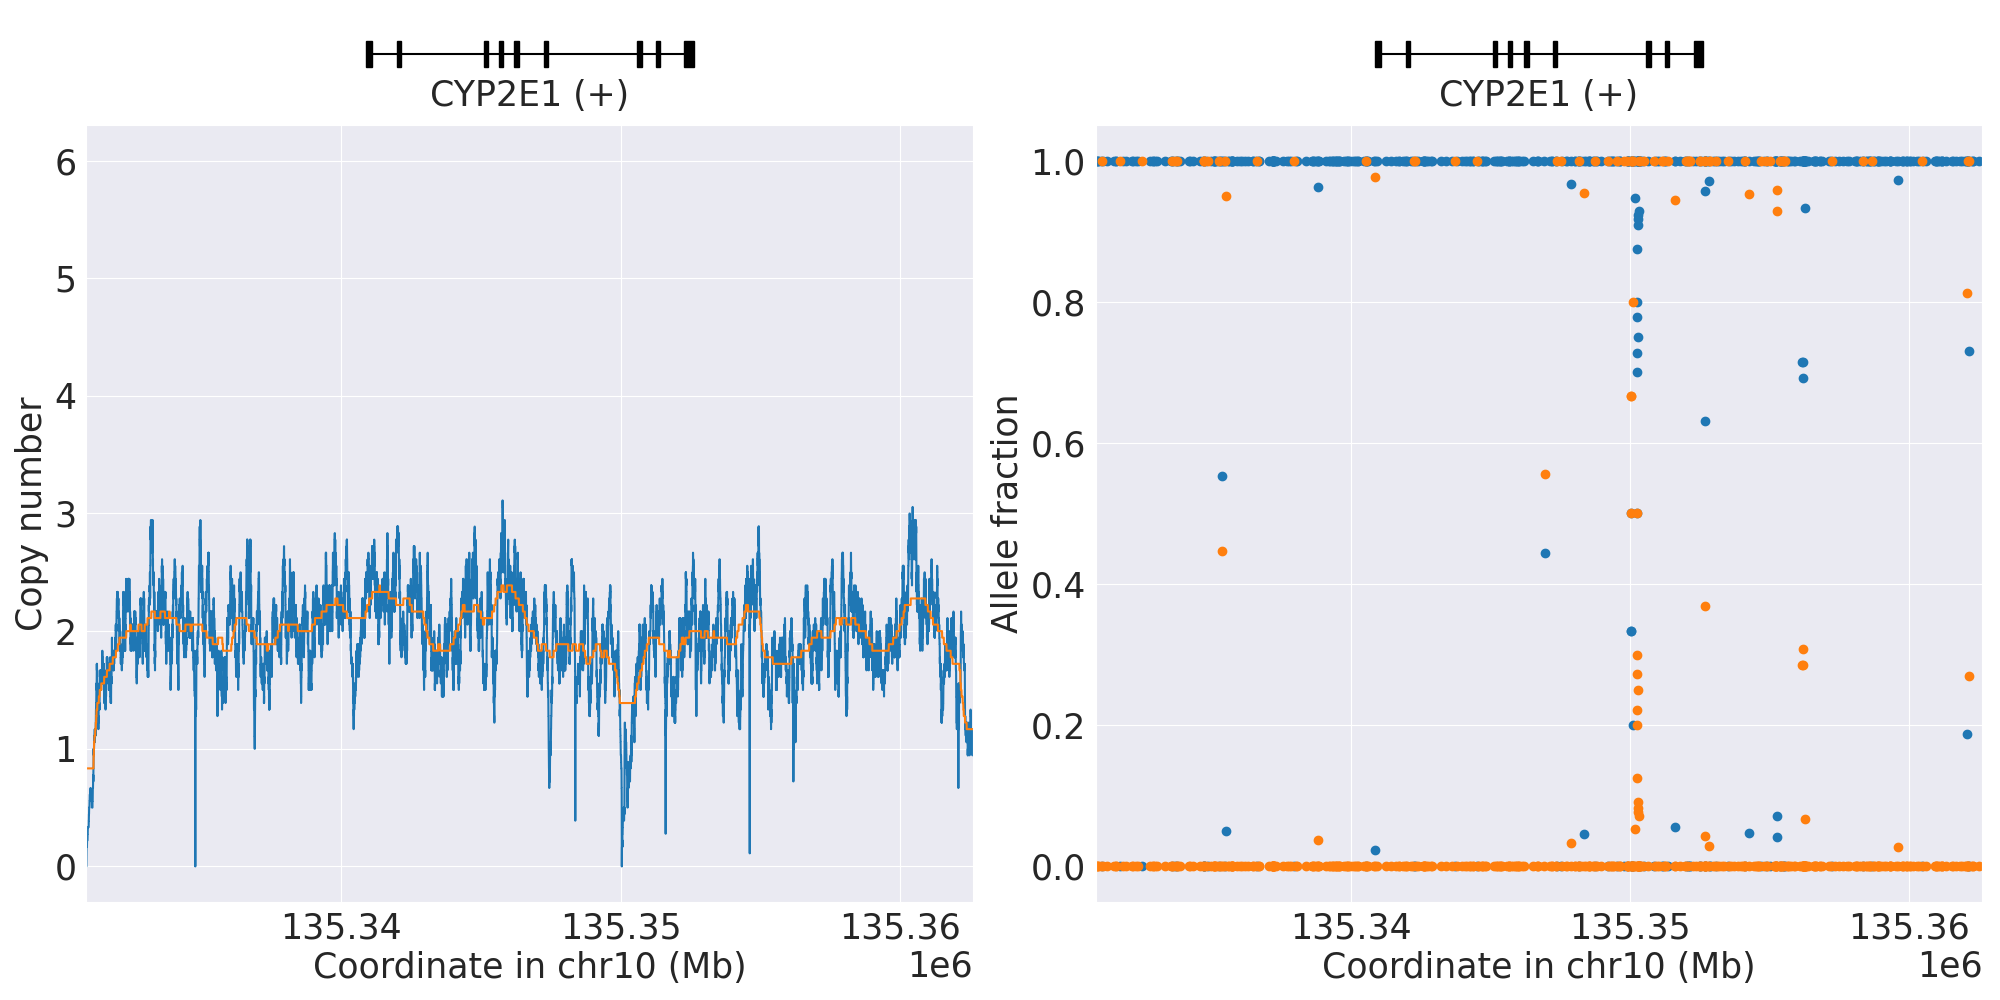 CYP2E1 (+)
6
5
4
3
2
1
0
Copy number
135.34 135.35 135.36
Coordinate in chr10 (Mb)
1e6
CYP2E1 (+)
1.0
0.8
0.6
0.4
0.2
0.0
Allele fraction
135.34 135.35 135.36
Coordinate in chr10 (Mb)
1e6